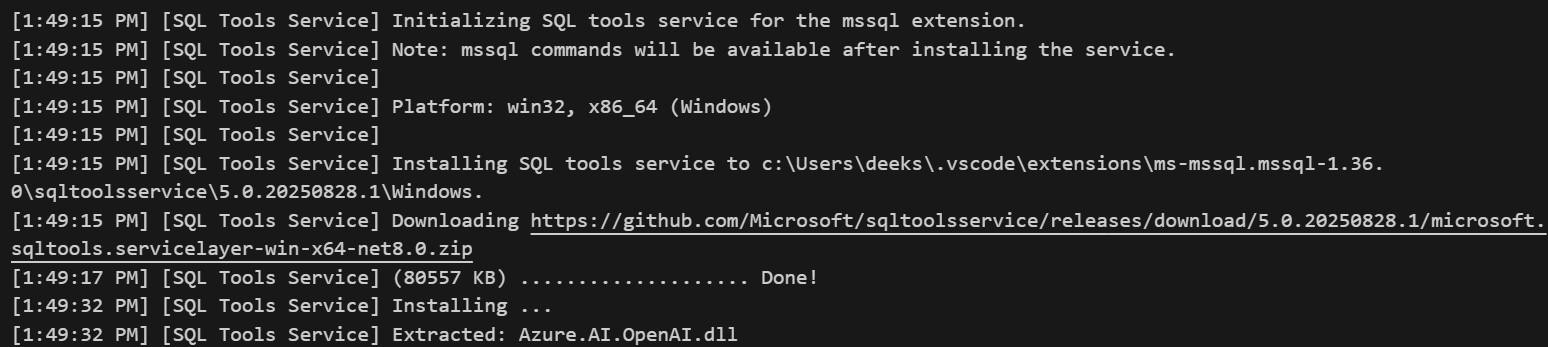 [1:49:15 PM] [SQL Tools Service] Initializing SQL tools service for the mssql extension.
[1:49:15 PM] [SQL Tools Service] Note: mssql commands will be available after installing the service.
[1:49:15 PM] [SQL Tools Service]
[1:49:15 PM] [SQL Tools Service] Platform: win32, x86_64 (Windows)
[1:49:15 PM] [SQL Tools Service]
[1:49:15 PM] [SQL Tools Service] Installing SQL tools service to c:\Users\deeks\.vscode\extensions\ms-mssql.mssql-1.36.
0\sqltoolsservice\5.0.20250828.1\Windows.
[1:49:15 PM] [SQL Tools Service] Downloading https://github.com/Microsoft/sqltoolsservice/releases/download/5.0.20250828.1/microsoft.
sqltools.servicelayer-win-x64-net8.0.zip
[1:49:17 PM] [SQL Tools Service] (80557 KB) .................... Done!
[1:49:32 PM] [SQL Tools Service] Installing ...
[1:49:32 PM] [SQL Tools Service] Extracted: Azure.AI.OpenAI.dll